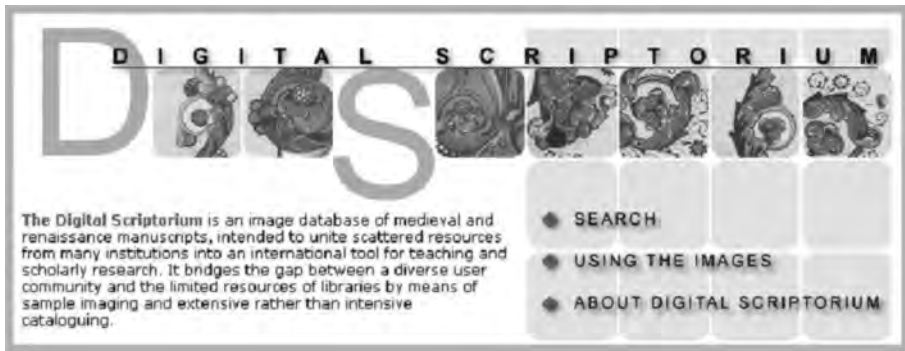 DIGITAL SCRIPTORIUM
D S
The Digital Scriptorium is an image database of medieval and
renaissance manuscripts, intended to unite scattered resources
from many institutions into an international tool for teaching and
scholarly research. It bridges the gap between a diverse user
community and the limited resources of libraries by means of
sample imaging and extensive rather than intensive
cataloguing.
SEARCH
USING THE IMAGES
ABOUT DIGITAL SCRIPTORIUM